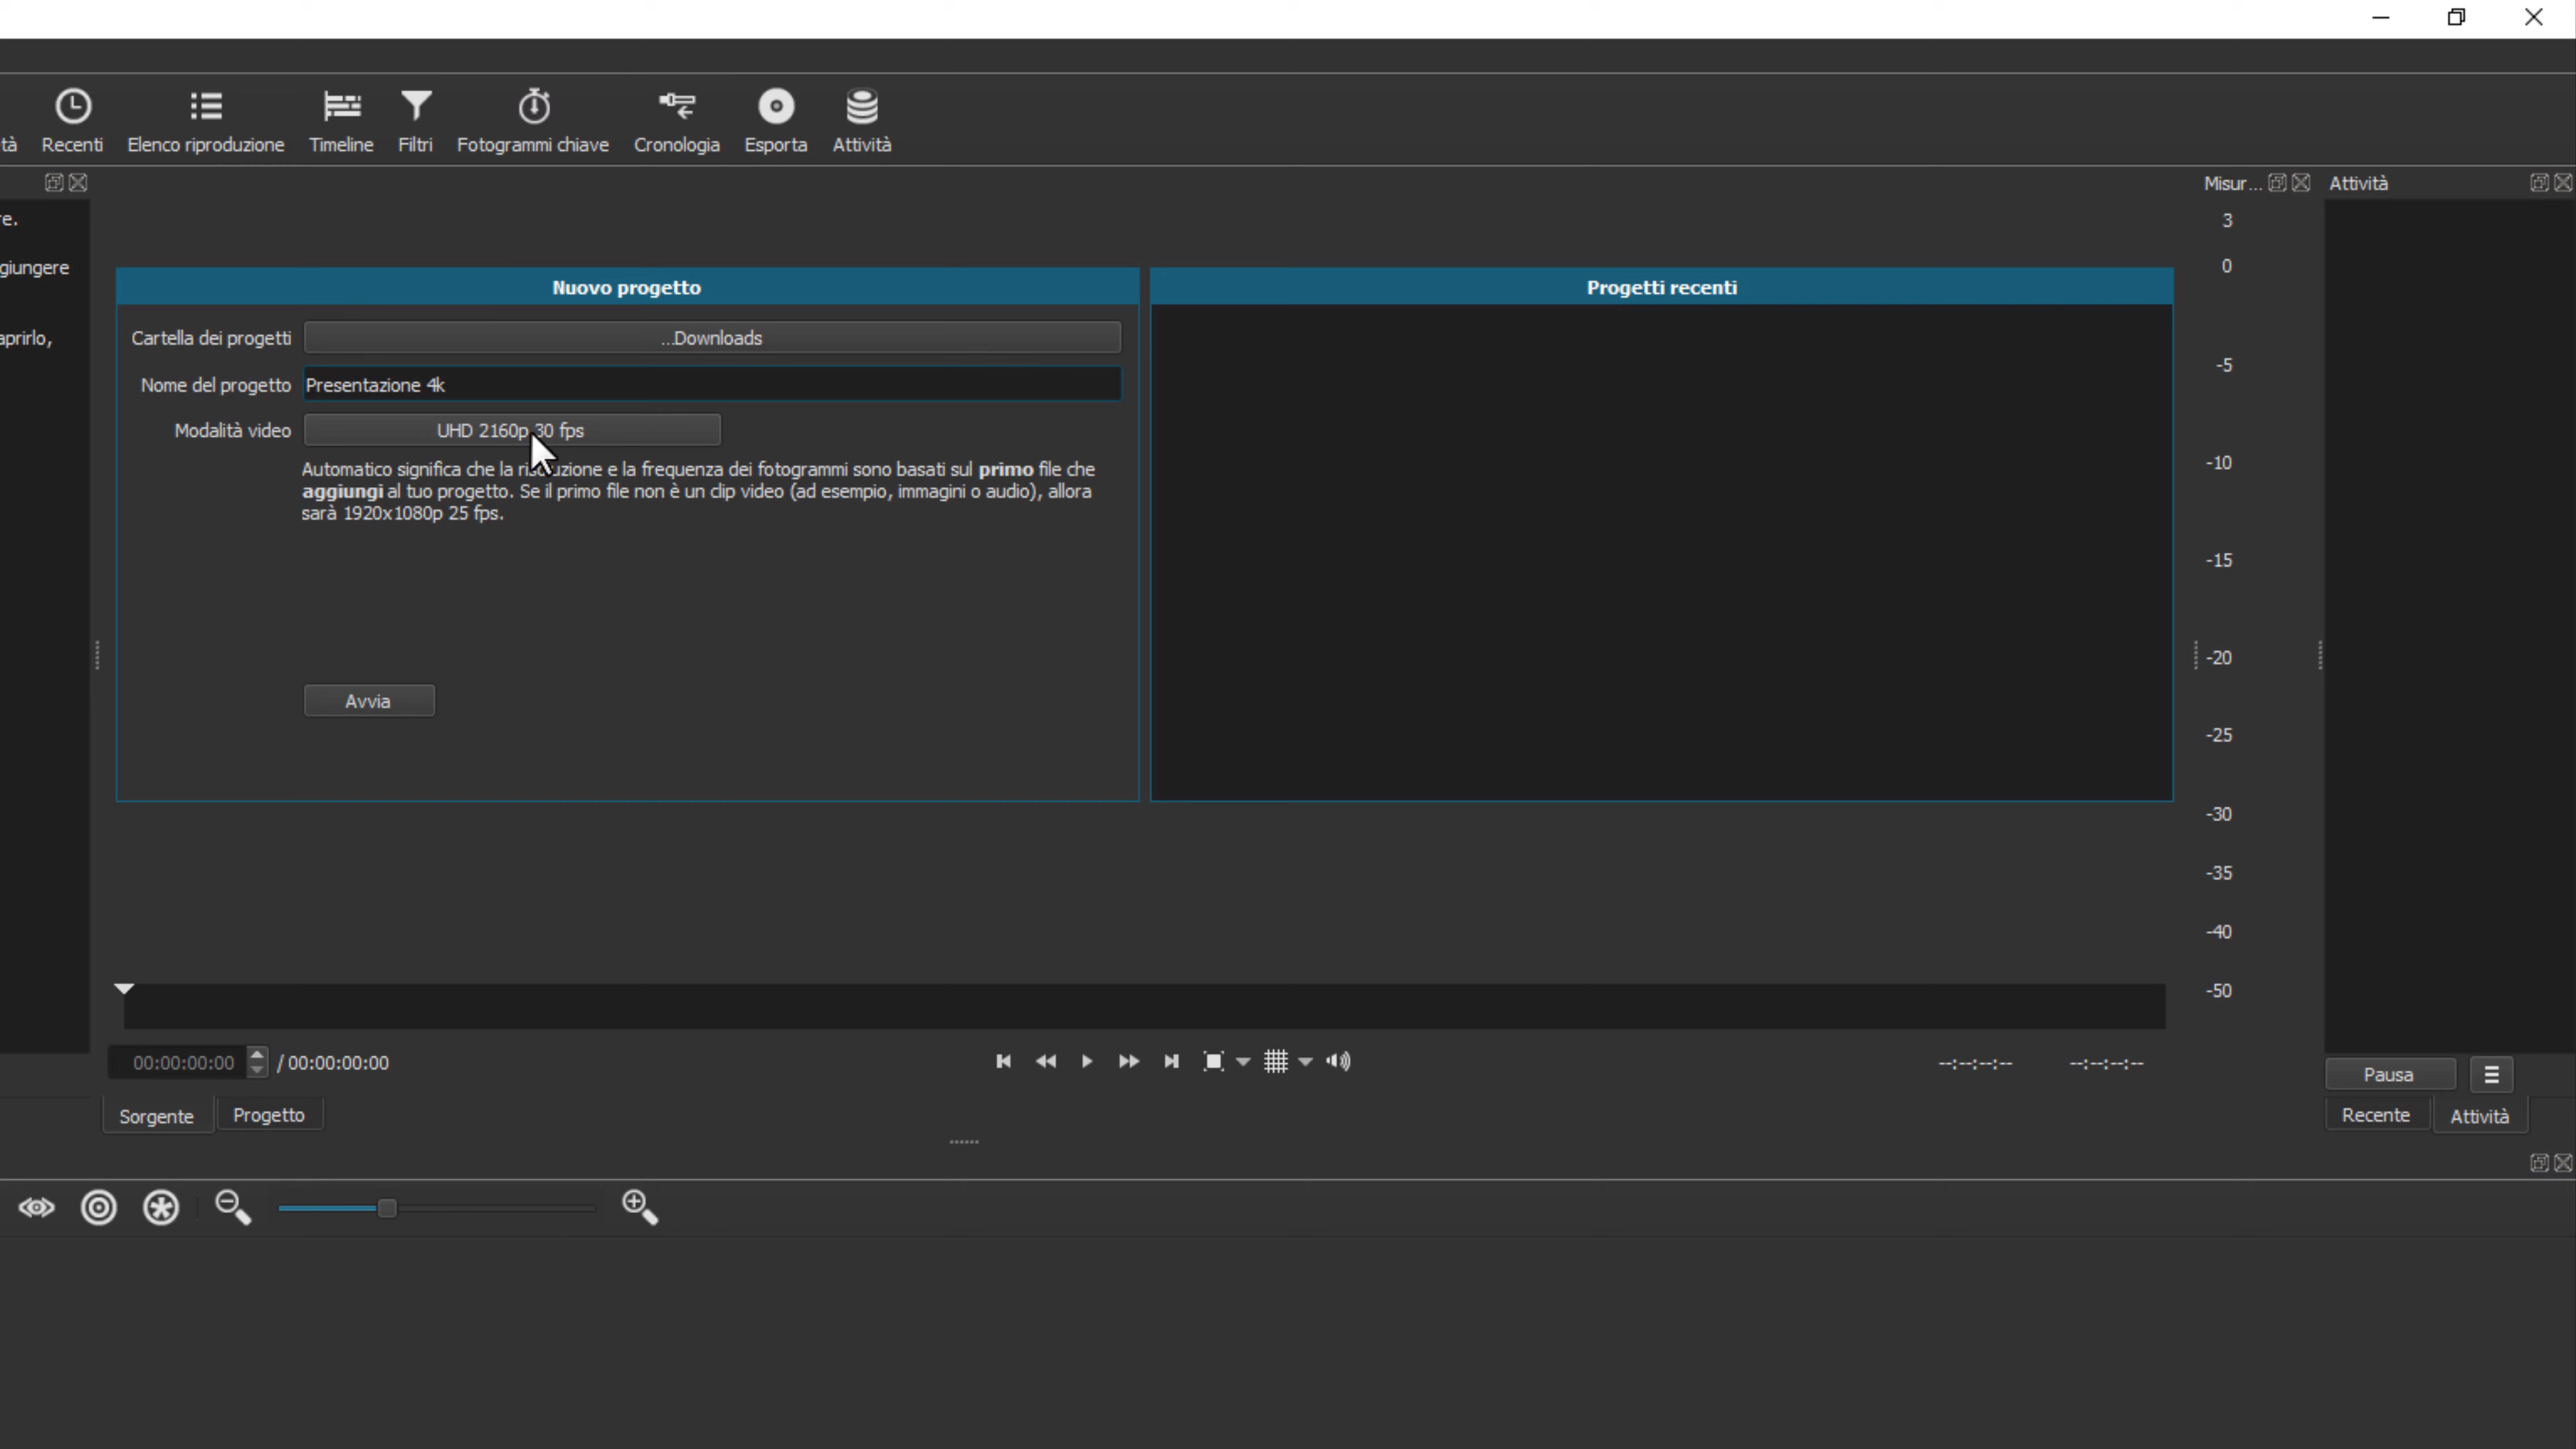 tà Recenti Elenco riproduzione Timeline Filtri Fotogrammi chiave Cronologia Esporta Attività
Misur... Attività
re.
giungere
aprirlo,
Nuovo progetto
Cartella dei progetti ...Downloads
Nome del progetto Presentazione 4k
Modalità video UHD 2160p 30 fps
Automatico significa che la risoluzione e la frequenza dei fotogrammi sono basati sul primo file che
aggiungi al tuo progetto. Se il primo file non è un clip video (ad esempio, immagini o audio), allora
sarà 1920x1080p 25 fps.
Avvia
Progetti recenti
3
0
-5
-10
-15
-20
-25
-30
-35
-40
-50
00:00:00:00 / 00:00:00:00
--:--:--:-- --:--:--:--
Sorgente Progetto
Pausa
Recente Attività